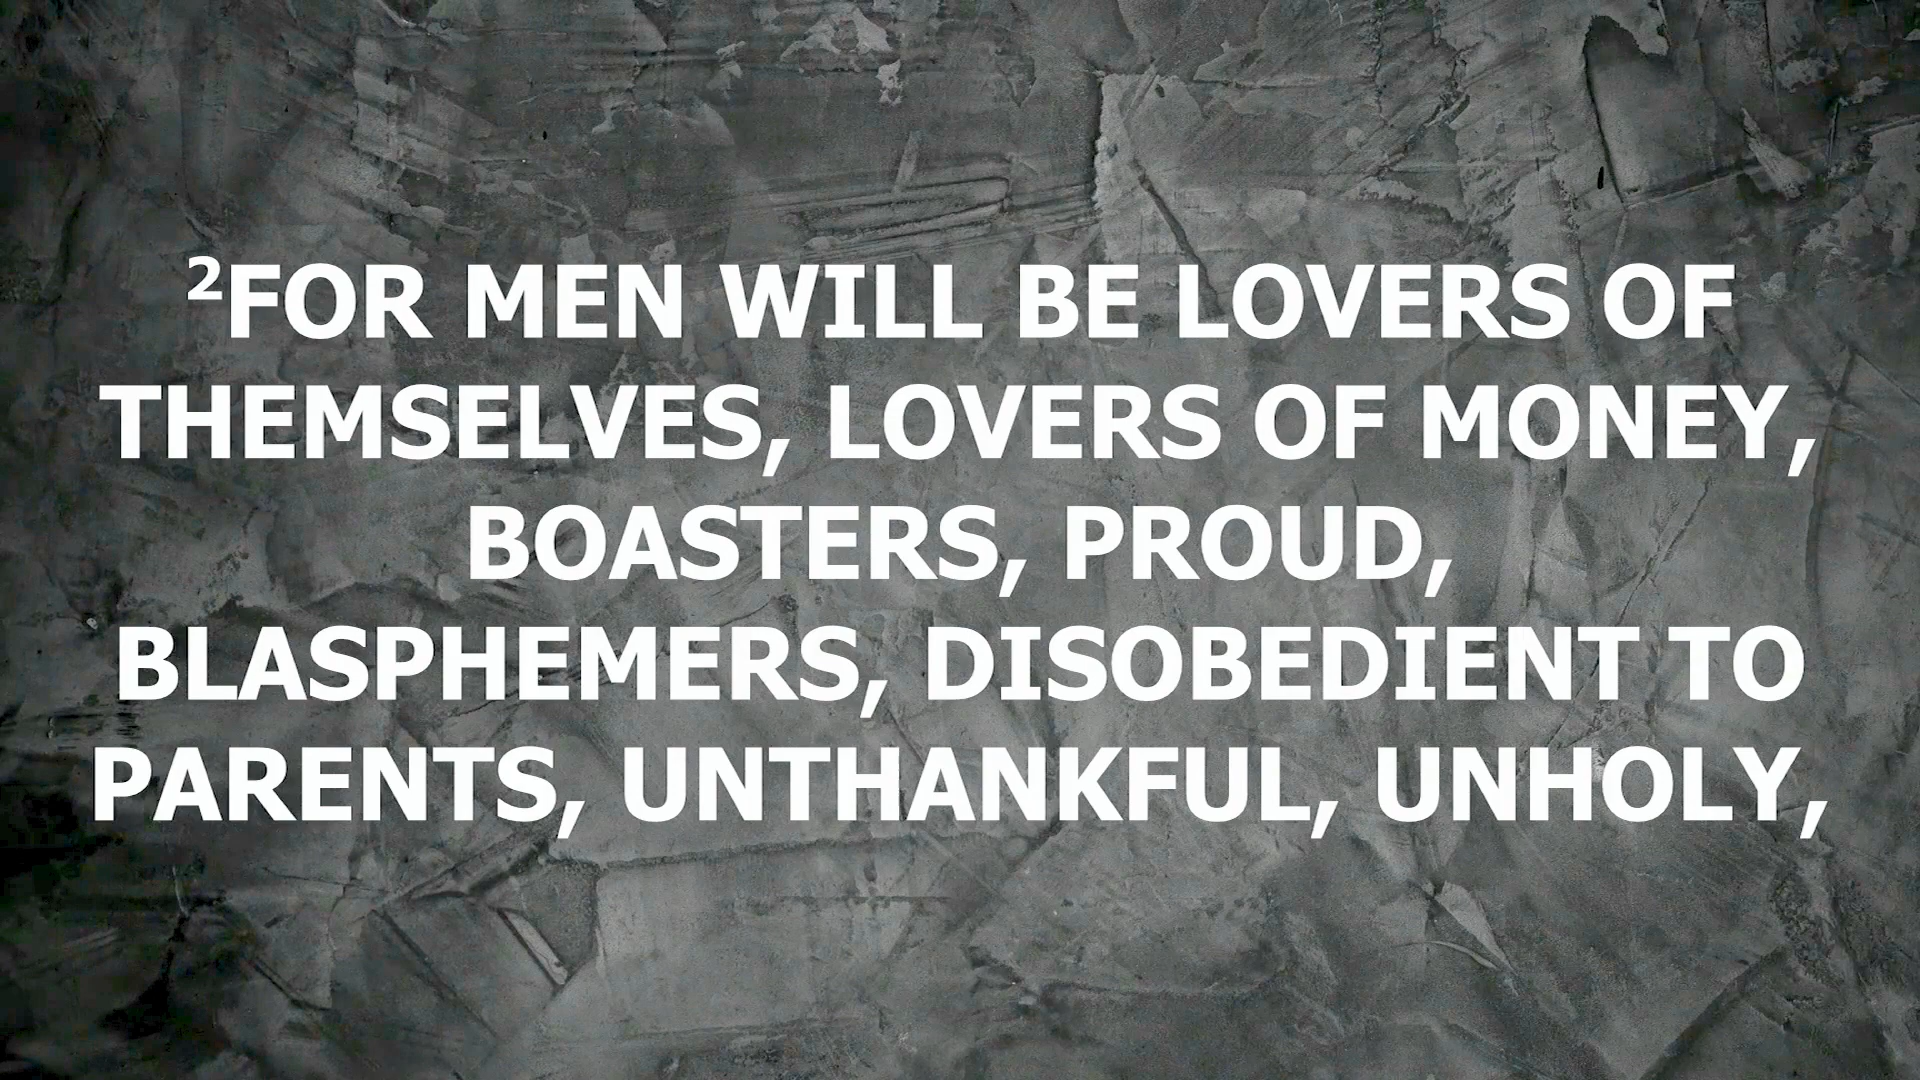 ²FOR MEN WILL BE LOVERS OF
THEMSELVES, LOVERS OF MONEY,
BOASTERS, PROUD,
BLASPHEMERS, DISOBEDIENT TO
PARENTS, UNTHANKFUL, UNHOLY,